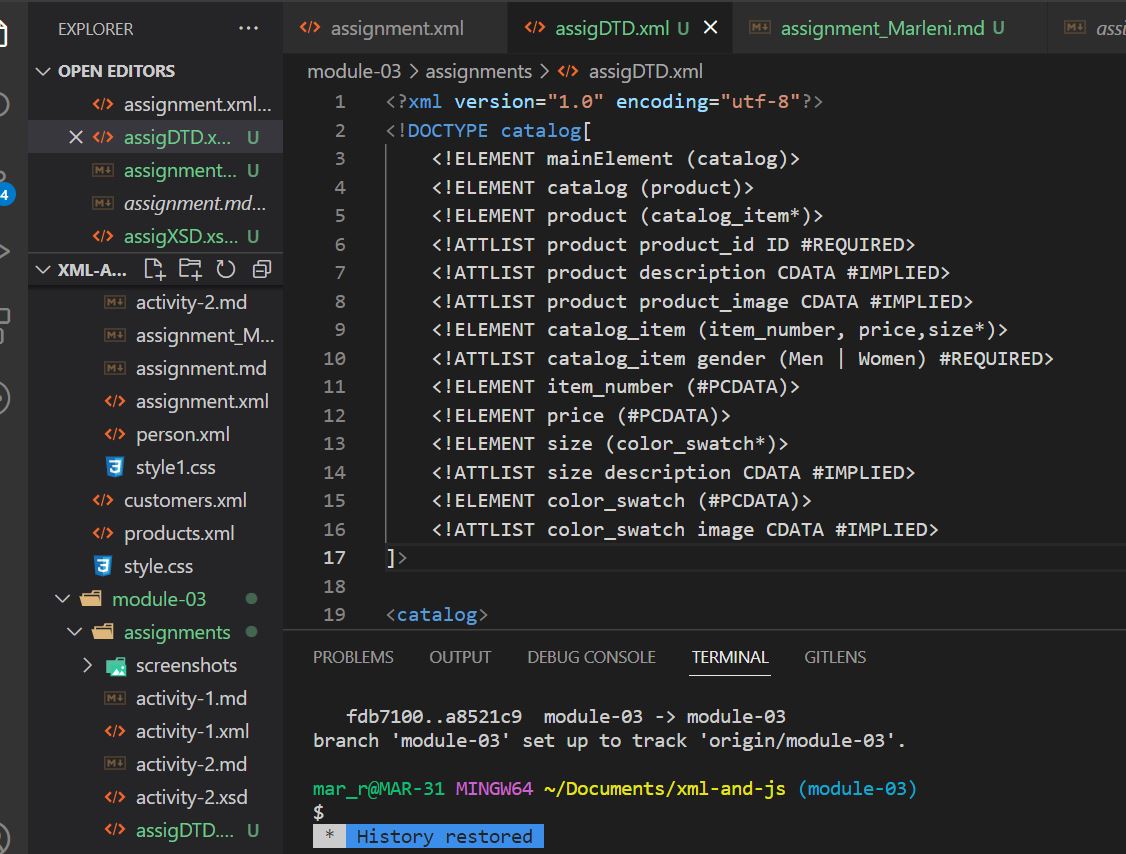 EXPLORER ...
OPEN EDITORS
assignment.xml...
assigDTD.x... U
assignment... U
assignment.md...
assigXSD.xs... U
4
XML-A...
activity-2.md
assignment_M...
assignment.md
assignment.xml
person.xml
style1.css
customers.xml
products.xml
style.css
module-03
assignments
screenshots
activity-1.md
activity-1.xml
activity-2.md
activity-2.xsd
assigDTD.... U
assignment.xml
assigDTD.xml U
assignment_Marleni.md U
assi
module-03 > assignments > assigDTD.xml
1 <?xml version="1.0" encoding="utf-8"?>
2 <!DOCTYPE catalog[
3 <!ELEMENT mainElement (catalog)>
4 <!ELEMENT catalog (product)>
5 <!ELEMENT product (catalog_item*)>
6 <!ATTLIST product product_id ID #REQUIRED>
7 <!ATTLIST product description CDATA #IMPLIED>
8 <!ATTLIST product product_image CDATA #IMPLIED>
9 <!ELEMENT catalog_item (item_number, price,size*)>
10 <!ATTLIST catalog_item gender (Men | Women) #REQUIRED>
11 <!ELEMENT item_number (#PCDATA)>
12 <!ELEMENT price (#PCDATA)>
13 <!ELEMENT size (color_swatch*)>
14 <!ATTLIST size description CDATA #IMPLIED>
15 <!ELEMENT color_swatch (#PCDATA)>
16 <!ATTLIST color_swatch image CDATA #IMPLIED>
17 ]>
18
19 <catalog>
PROBLEMS OUTPUT DEBUG CONSOLE TERMINAL GITLENS
fdb7100..a8521c9 module-03 -> module-03
branch 'module-03' set up to track 'origin/module-03'.
mar_r@MAR-31 MINGW64 ~/Documents/xml-and-js (module-03)
$
* History restored